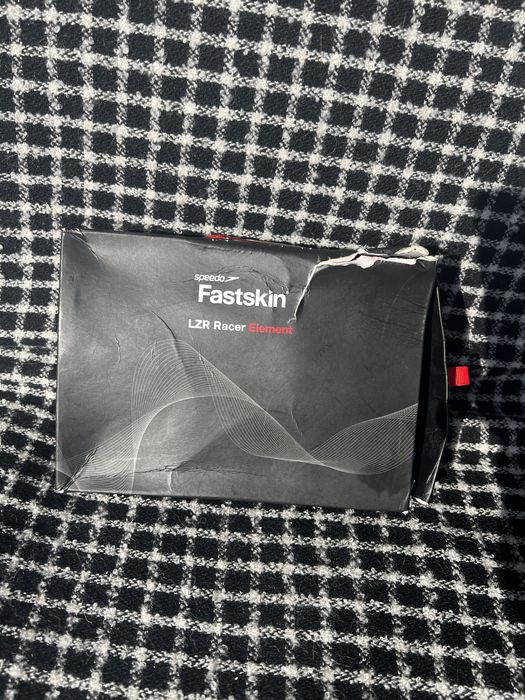 speedo
Fastskin
LZR Racer Element